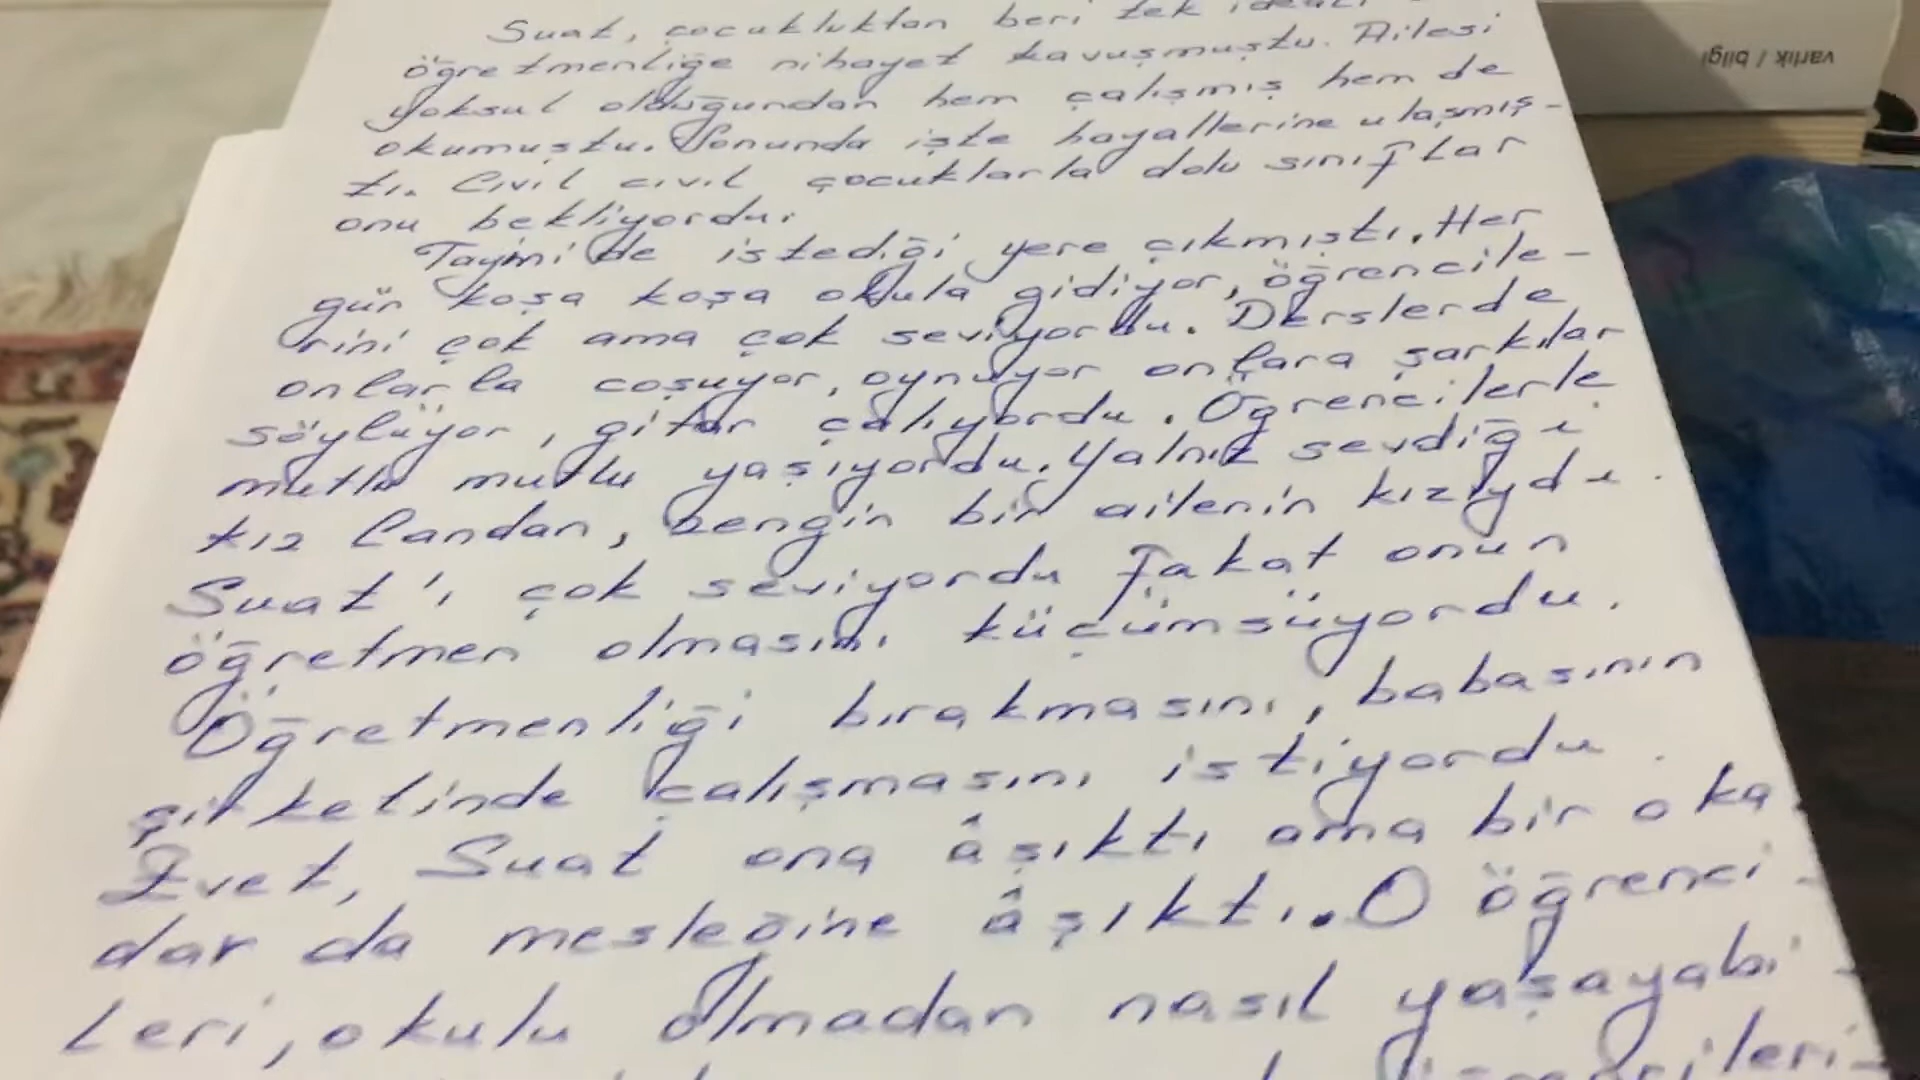 Suat, çocukluktan beri tek ideali
öğretmenliğe nihayet kavuşmuştu. Ailesi
yoksul olduğundan hem çalışmış hem de
okumuştu. Sonunda işte hayallerine ulaşmış-
tı. Cıvıl cıvıl çocuklarla dolu sınıflar
onu bekliyordu.
Tayini de istediği yere çıkmıştı. Her
gün koşa koşa okula gidiyor, öğrencile-
rini çok ama çok seviyordu. Derslerde
onlarla coşuyor, oynuyor onlara şarkılar
söylüyor, gitar çalıyordu. Öğrencilerle
mutlu mutlu yaşıyordu. Yalnız sevdiği
kız Candan, zengin bir ailenin kızıydı.
Suat'ı çok seviyordu fakat onun
öğretmen olmasını küçümsüyordu.
Öğretmenliği bırakmasını, babasının
şirketinde çalışmasını istiyordu.
Evet, Suat ona âşıktı ama bir oka-
dar da mesleğine âşıktı. O öğrenci-
leri, okulu olmadan nasıl yaşayabi-
varlık / bilgi